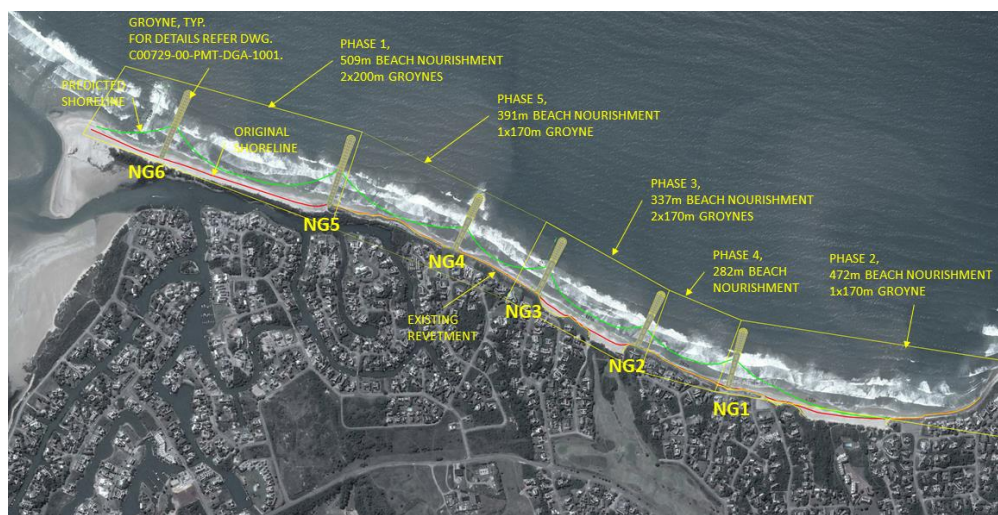 GROYNE, TYP.
FOR DETAILS REFER DWG.
C00729-00-PMT-DGA-1001.
PHASE 1,
509m BEACH NOURISHMENT
2x200m GROYNES
PREDICTED
SHORELINE
ORIGINAL
SHORELINE
PHASE 5,
391m BEACH NOURISHMENT
1x170m GROYNE
PHASE 3,
337m BEACH NOURISHMENT
2x170m GROYNES
PHASE 4,
282m BEACH
NOURISHMENT
PHASE 2,
472m BEACH NOURISHMENT
1x170m GROYNE
NG6
NG5
NG4
NG3
EXISTING
REVETMENT
NG2
NG1